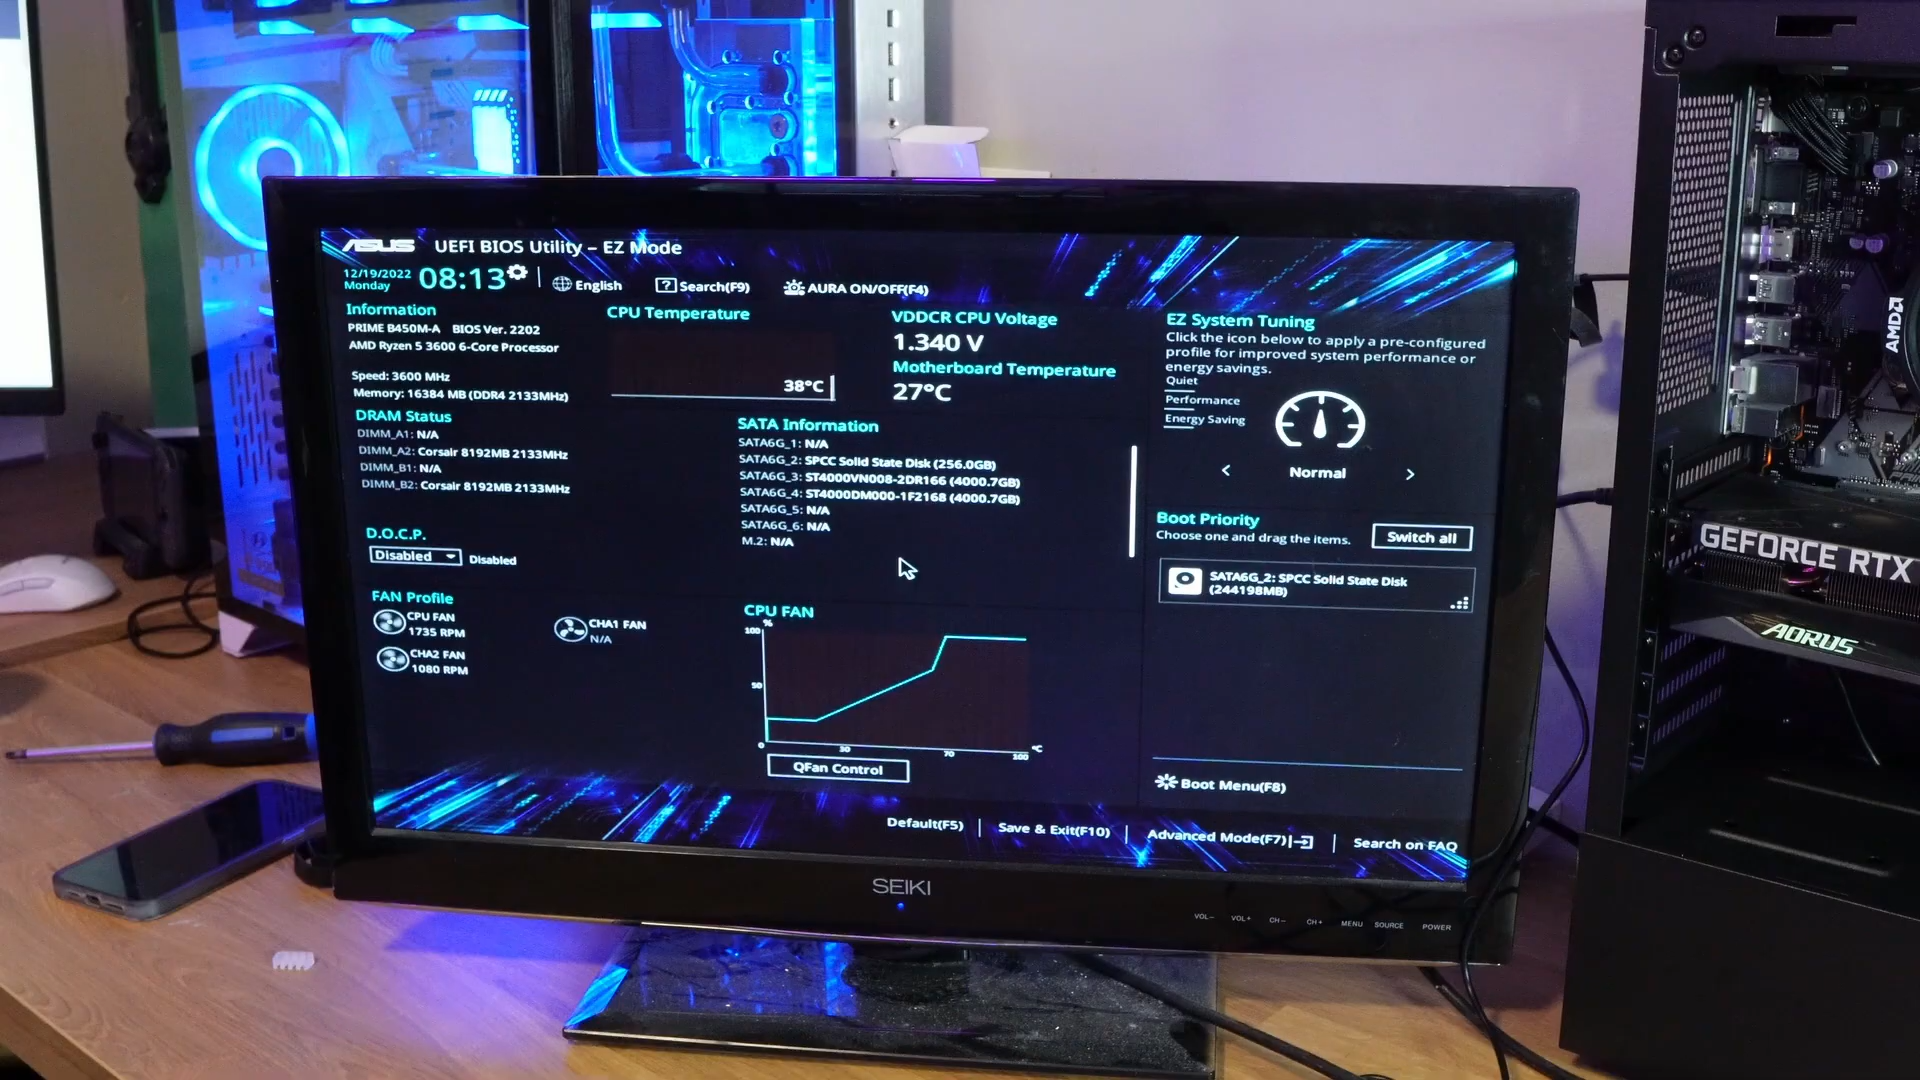 ASUS UEFI BIOS Utility – EZ Mode
12/19/2022
Monday
08:13
English
Search(F9)
AURA ON/OFF(F4)
Information
PRIME B450M-A BIOS Ver. 2202
AMD Ryzen 5 3600 6-Core Processor
Speed: 3600 MHz
Memory: 16384 MB (DDR4 2133MHz)
DRAM Status
DIMM_A1: N/A
DIMM_A2: Corsair 8192MB 2133MHz
DIMM_B1: N/A
DIMM_B2: Corsair 8192MB 2133MHz
D.O.C.P.
Disabled Disabled
FAN Profile
CPU FAN
1735 RPM
CHA1 FAN
N/A
CHA2 FAN
1080 RPM
CPU Temperature
38°C
VDDCR CPU Voltage
1.340 V
Motherboard Temperature
27°C
SATA Information
SATA6G_1: N/A
SATA6G_2: SPCC Solid State Disk (256.0GB)
SATA6G_3: ST4000VN008-2DR166 (4000.7GB)
SATA6G_4: ST4000DM000-1F2168 (4000.7GB)
SATA6G_5: N/A
SATA6G_6: N/A
M.2: N/A
CPU FAN
%
100
50
0
30
70
100
°C
QFan Control
EZ System Tuning
Click the icon below to apply a pre-configured
profile for improved system performance or
energy savings.
Quiet
Performance
Energy Saving
Normal
Boot Priority
Choose one and drag the items.
Switch all
SATA6G_2: SPCC Solid State Disk
(244198MB)
Boot Menu(F8)
Default(F5)
Save & Exit(F10)
Advanced Mode(F7)
Search on FAQ
SEIKI
VOL-
VOL+
CH-
CH+
MENU
SOURCE
POWER
AMD
GEFORCE RTX
AORUS